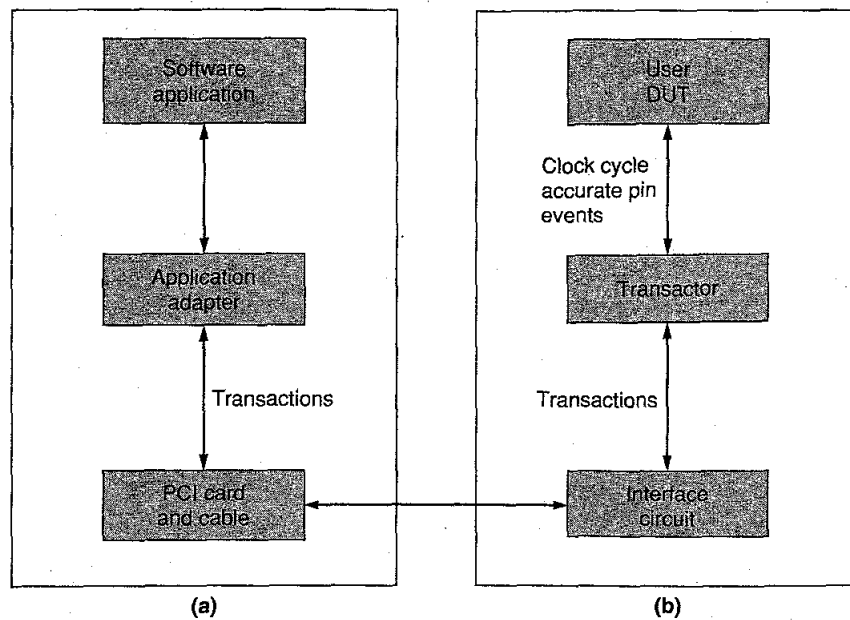 Software
application
Application
adapter
Transactions
PCI card
and cable
(a)
User
DUT
Clock cycle
accurate pin
events
Transactor
Transactions
Interface
circuit
(b)